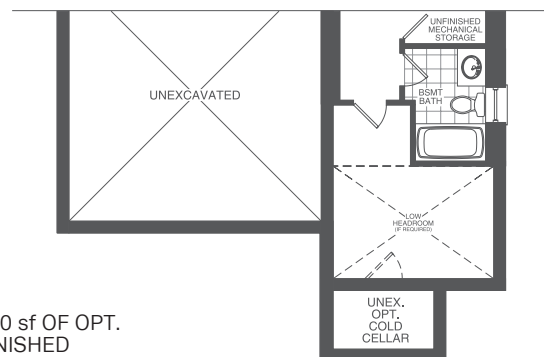 UNFINISHED
MECHANICAL
STORAGE
UNEXCAVATED
BSMT
BATH
LOW
HEADROOM
(IF REQUIRED)
UNEX.
OPT.
COLD
CELLAR
0 sf OF OPT.
NISHED